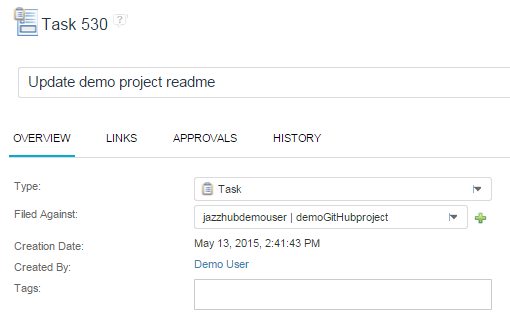 Task 530 ?
Update demo project readme
OVERVIEW LINKS APPROVALS HISTORY
Type: Task
Filed Against: jazzhubdemouser | demoGitHubproject
Creation Date: May 13, 2015, 2:41:43 PM
Created By: Demo User
Tags: